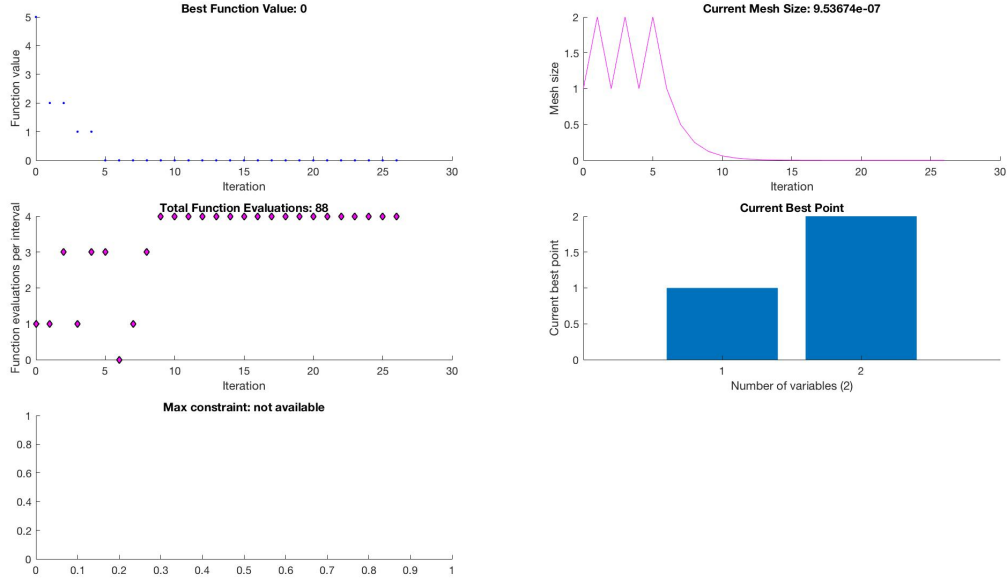 Best Function Value: 0
Function value
5
4
3
2
1
0
0 5 10 15 20 25 30
Iteration
Current Mesh Size: 9.53674e-07
Mesh size
2
1.5
1
0.5
0
0 5 10 15 20 25 30
Iteration
Total Function Evaluations: 88
Function evaluations per interval
4
3
2
1
0
0 5 10 15 20 25 30
Iteration
Current Best Point
Current best point
2
1.5
1
0.5
0
1 2
Number of variables (2)
Max constraint: not available
1
0.8
0.6
0.4
0.2
0
0 0.1 0.2 0.3 0.4 0.5 0.6 0.7 0.8 0.9 1